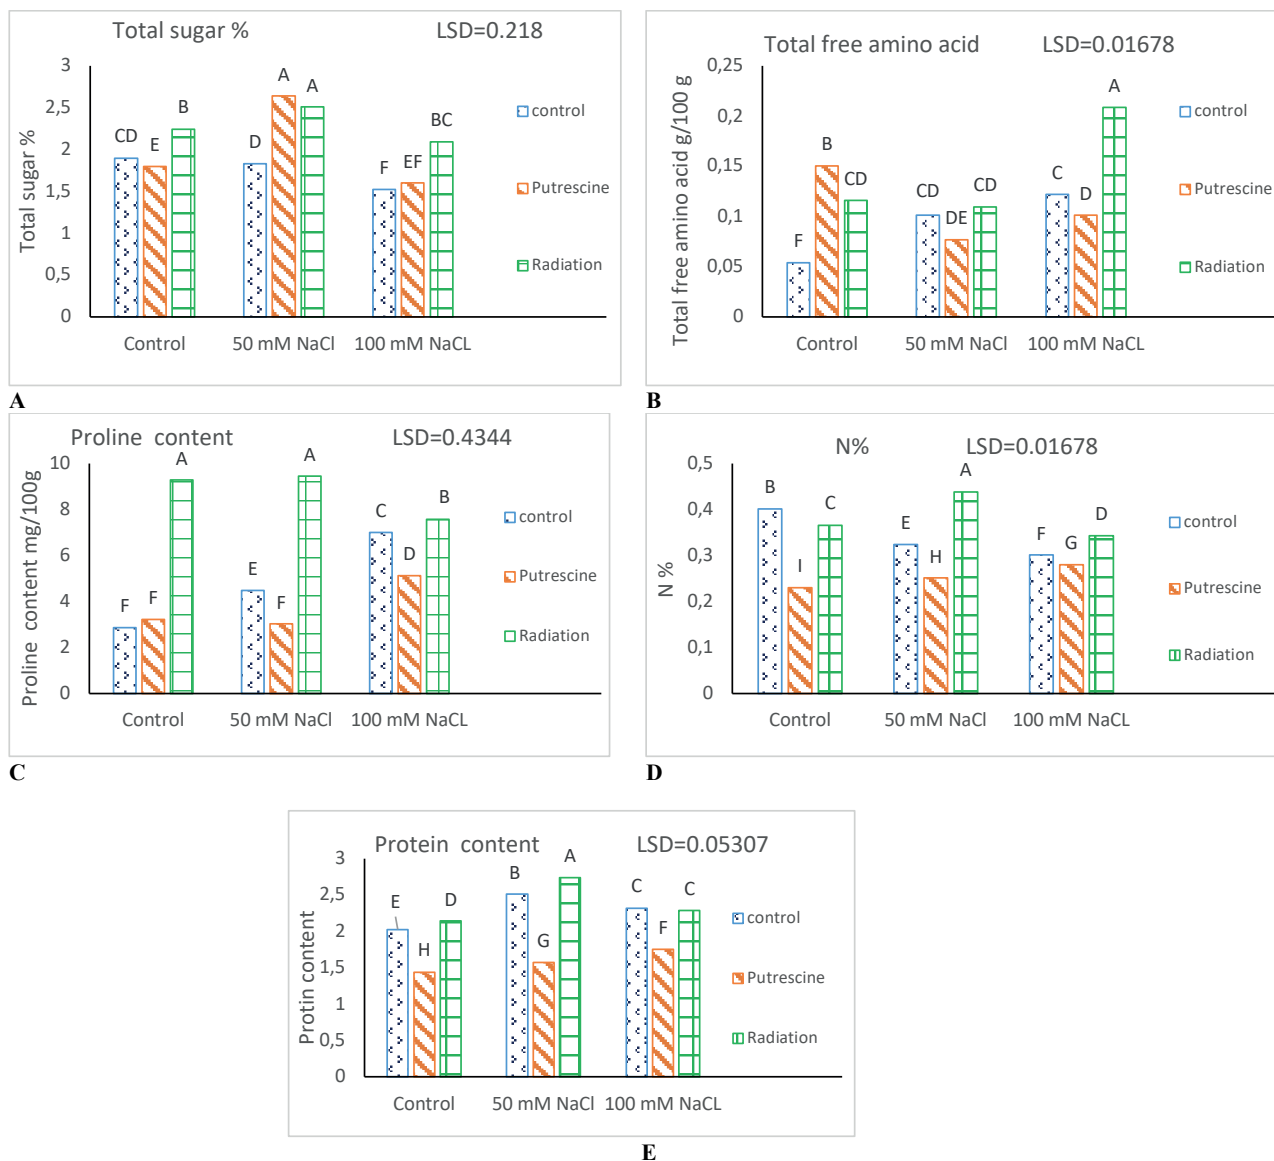 Total sugar % LSD=0.218
Total sugar %
3
2,5
2
1,5
1
0,5
0
CD E B
D A A
F EF BC
Control 50 mM NaCl 100 mM NaCL
control
Putrescine
Radiation
A
Total free amino acid LSD=0.01678
Total free amino acid g/100 g
0,25
0,2
0,15
0,1
0,05
0
F B CD
CD DE CD
C D A
Control 50 mM NaCl 100 mM NaCL
control
Putrescine
Radiation
B
Proline content LSD=0.4344
Proline content mg/100g
10
8
6
4
2
0
F F A
E F A
C D B
Control 50 mM NaCl 100 mM NaCL
control
Putrescine
Radiation
C
N% LSD=0.01678
N %
0,5
0,4
0,3
0,2
0,1
0
B I C
E H A
F G D
Control 50 mM NaCl 100 mM NaCL
control
Putrescine
Radiation
D
Protein content LSD=0.05307
Protin content
3
2,5
2
1,5
1
0,5
0
E H D
B G A
C F C
Control 50 mM NaCl 100 mM NaCL
control
Putrescine
Radiation
E